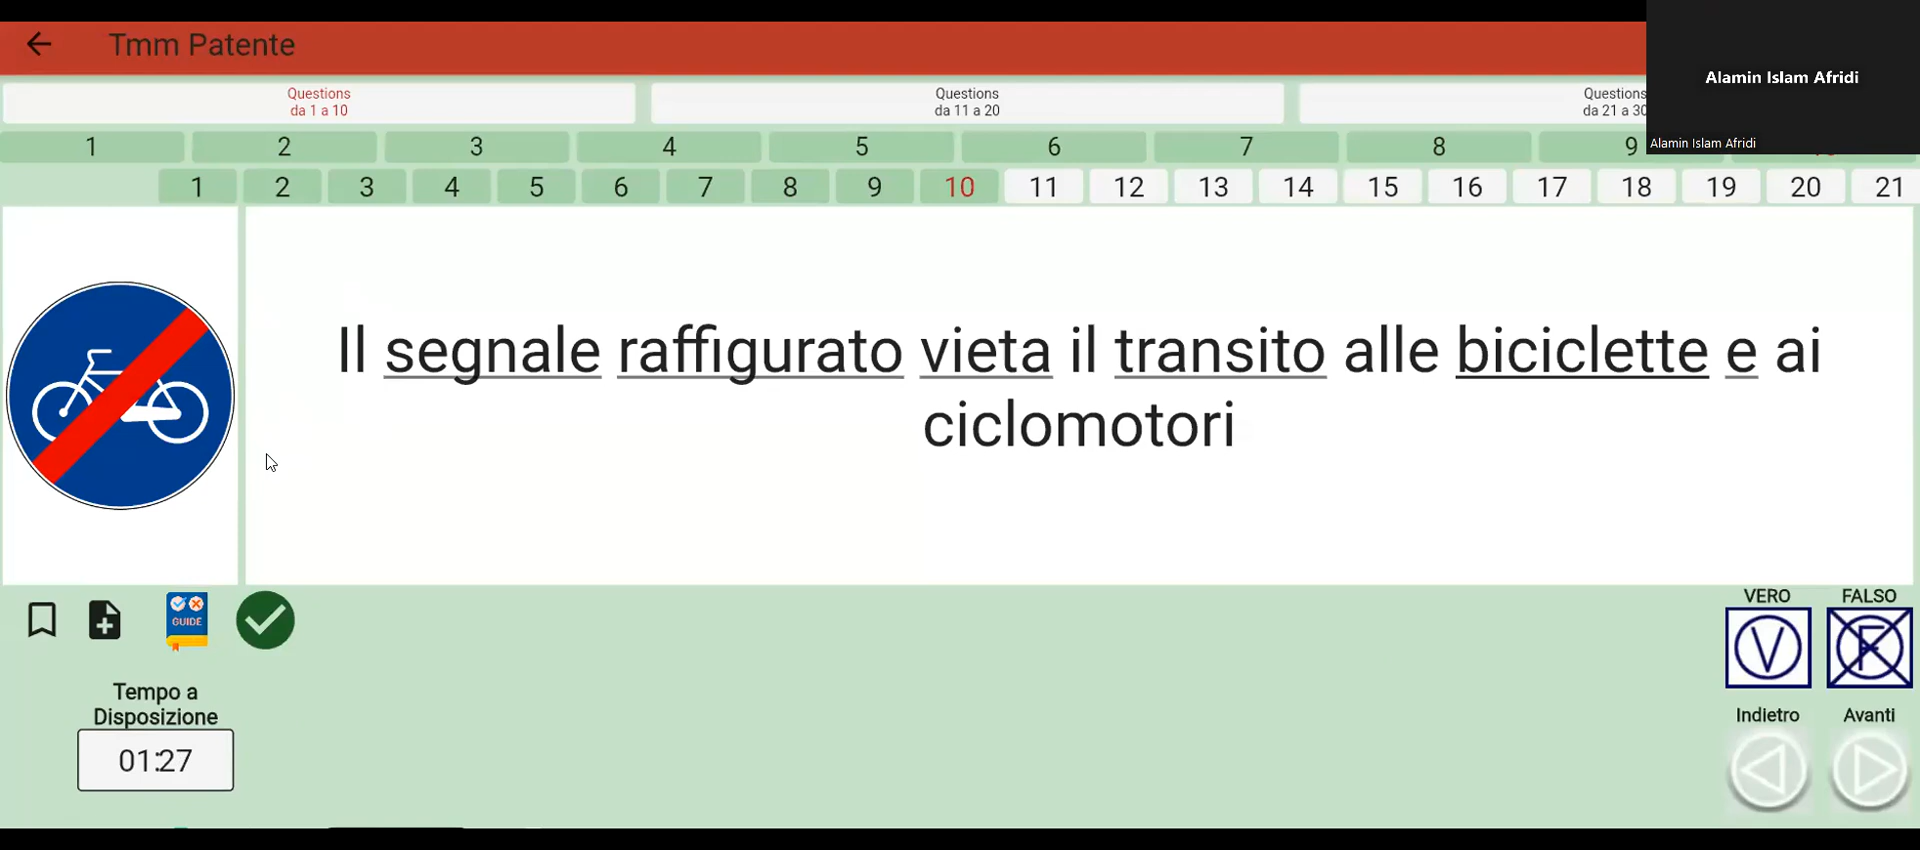 Tmm Patente
Alamin Islam Afridi
Alamin Islam Afridi
Questions
da 1 a 10
Questions
da 11 a 20
Questions
da 21 a 30
1 2 3 4 5 6 7 8 9
1 2 3 4 5 6 7 8 9 10 11 12 13 14 15 16 17 18 19 20 21
Il segnale raffigurato vieta il transito alle biciclette e ai
ciclomotori
GUIDE
VERO FALSO
V F
Tempo a
Disposizione
01:27
Indietro Avanti